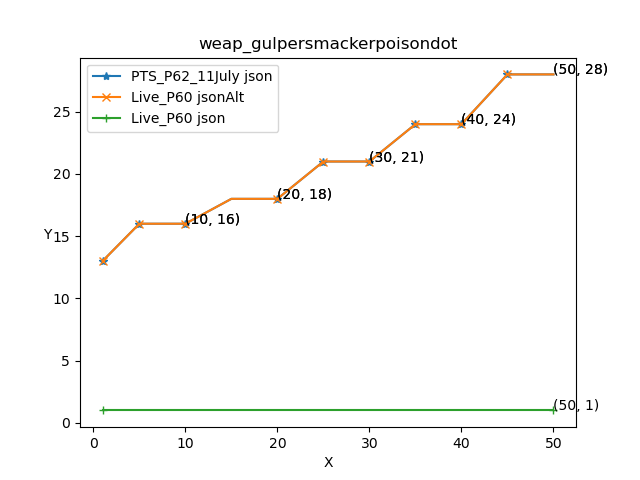 weap_gulpersmackerpoisondot
PTS_P62_11July json
Live_P60 jsonAlt
Live_P60 json
(50, 28)
(40, 24)
(30, 21)
(20, 18)
(10, 16)
(50, 1)
Y
25
20
15
10
5
0
0 10 20 30 40 50
X